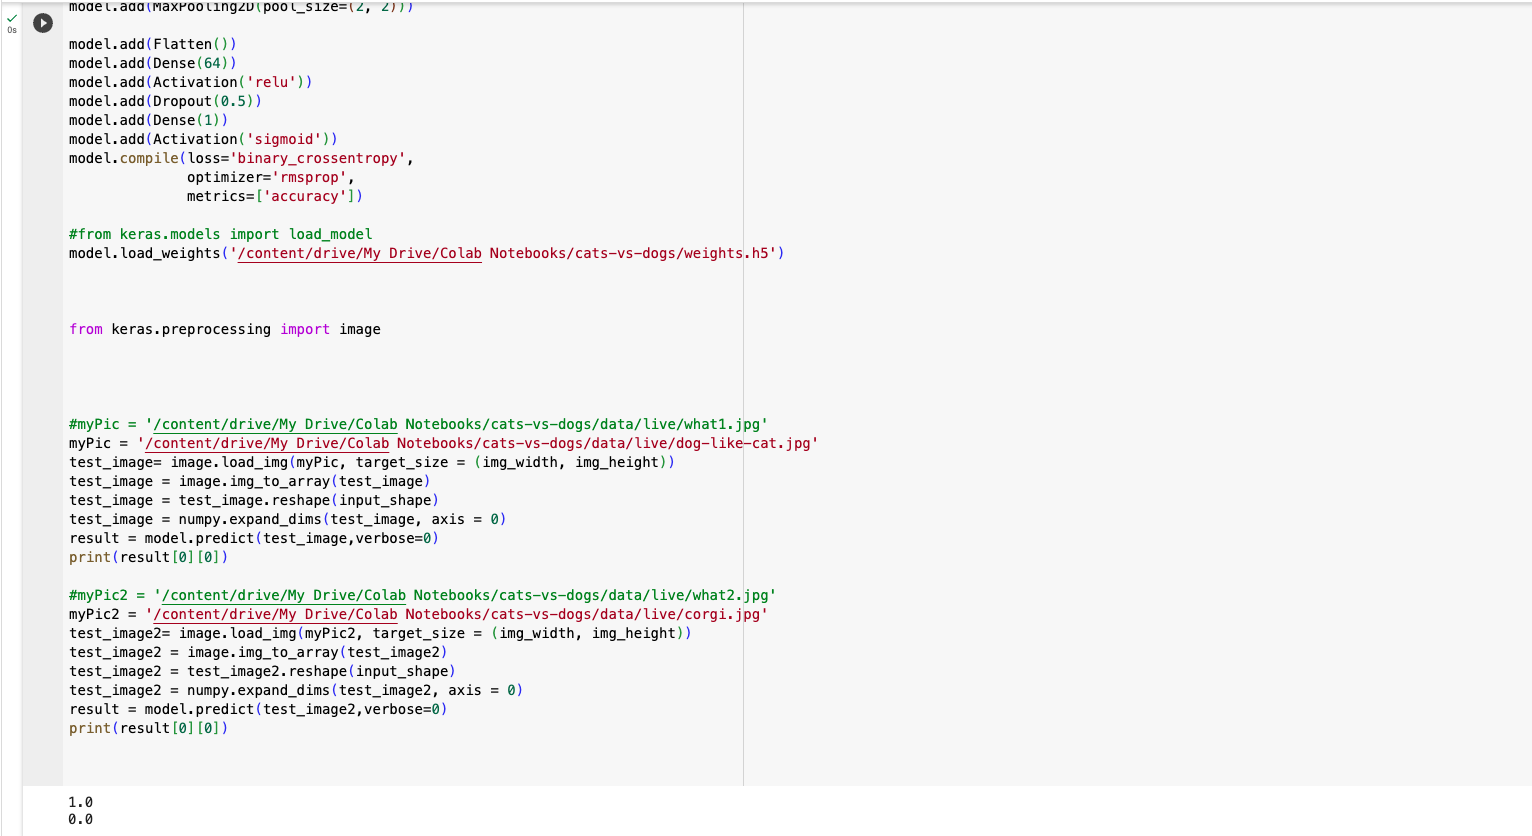 model.add(MaxPooling2D(pool_size=(2, 2)))
0s
model.add(Flatten())
model.add(Dense(64))
model.add(Activation('relu'))
model.add(Dropout(0.5))
model.add(Dense(1))
model.add(Activation('sigmoid'))
model.compile(loss='binary_crossentropy',
              optimizer='rmsprop',
              metrics=['accuracy'])
#from keras.models import load_model
model.load_weights('/content/drive/My Drive/Colab Notebooks/cats-vs-dogs/weights.h5')
from keras.preprocessing import image
#myPic = '/content/drive/My Drive/Colab Notebooks/cats-vs-dogs/data/live/what1.jpg'
myPic = '/content/drive/My Drive/Colab Notebooks/cats-vs-dogs/data/live/dog-like-cat.jpg'
test_image= image.load_img(myPic, target_size = (img_width, img_height))
test_image = image.img_to_array(test_image)
test_image = test_image.reshape(input_shape)
test_image = numpy.expand_dims(test_image, axis = 0)
result = model.predict(test_image,verbose=0)
print(result[0][0])
#myPic2 = '/content/drive/My Drive/Colab Notebooks/cats-vs-dogs/data/live/what2.jpg'
myPic2 = '/content/drive/My Drive/Colab Notebooks/cats-vs-dogs/data/live/corgi.jpg'
test_image2= image.load_img(myPic2, target_size = (img_width, img_height))
test_image2 = image.img_to_array(test_image2)
test_image2 = test_image2.reshape(input_shape)
test_image2 = numpy.expand_dims(test_image2, axis = 0)
result = model.predict(test_image2,verbose=0)
print(result[0][0])
1.0
0.0